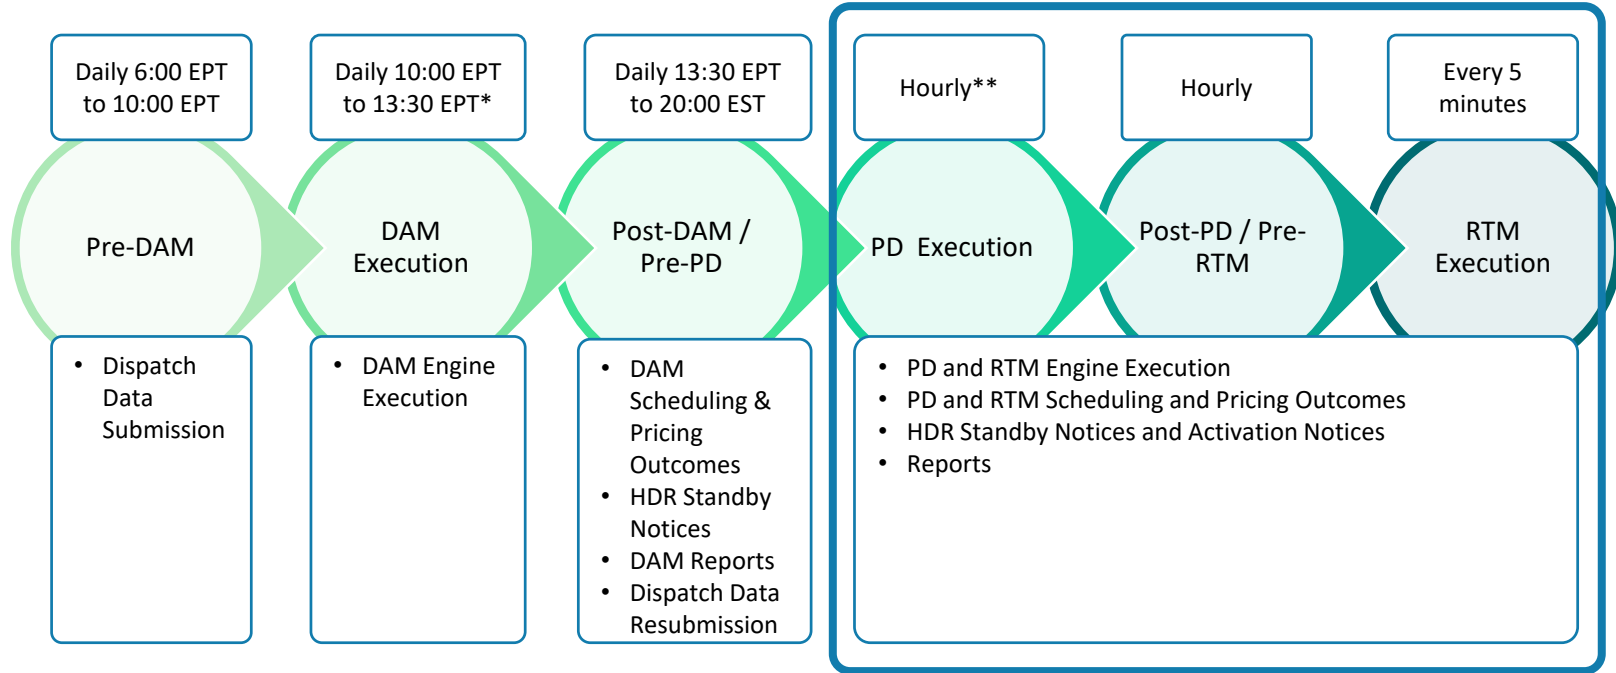 Daily 6:00 EPT
to 10:00 EPT
Daily 10:00 EPT
to 13:30 EPT*
Daily 13:30 EPT
to 20:00 EST
Hourly**
Hourly
Every 5
minutes
Pre-DAM
DAM
Execution
Post-DAM /
Pre-PD
PD Execution
Post-PD / Pre-
RTM
RTM
Execution
• Dispatch
Data
Submission
• DAM Engine
Execution
• DAM
Scheduling &
Pricing
Outcomes
• HDR Standby
Notices
• DAM Reports
• Dispatch Data
Resubmission
• PD and RTM Engine Execution
• PD and RTM Scheduling and Pricing Outcomes
• HDR Standby Notices and Activation Notices
• Reports